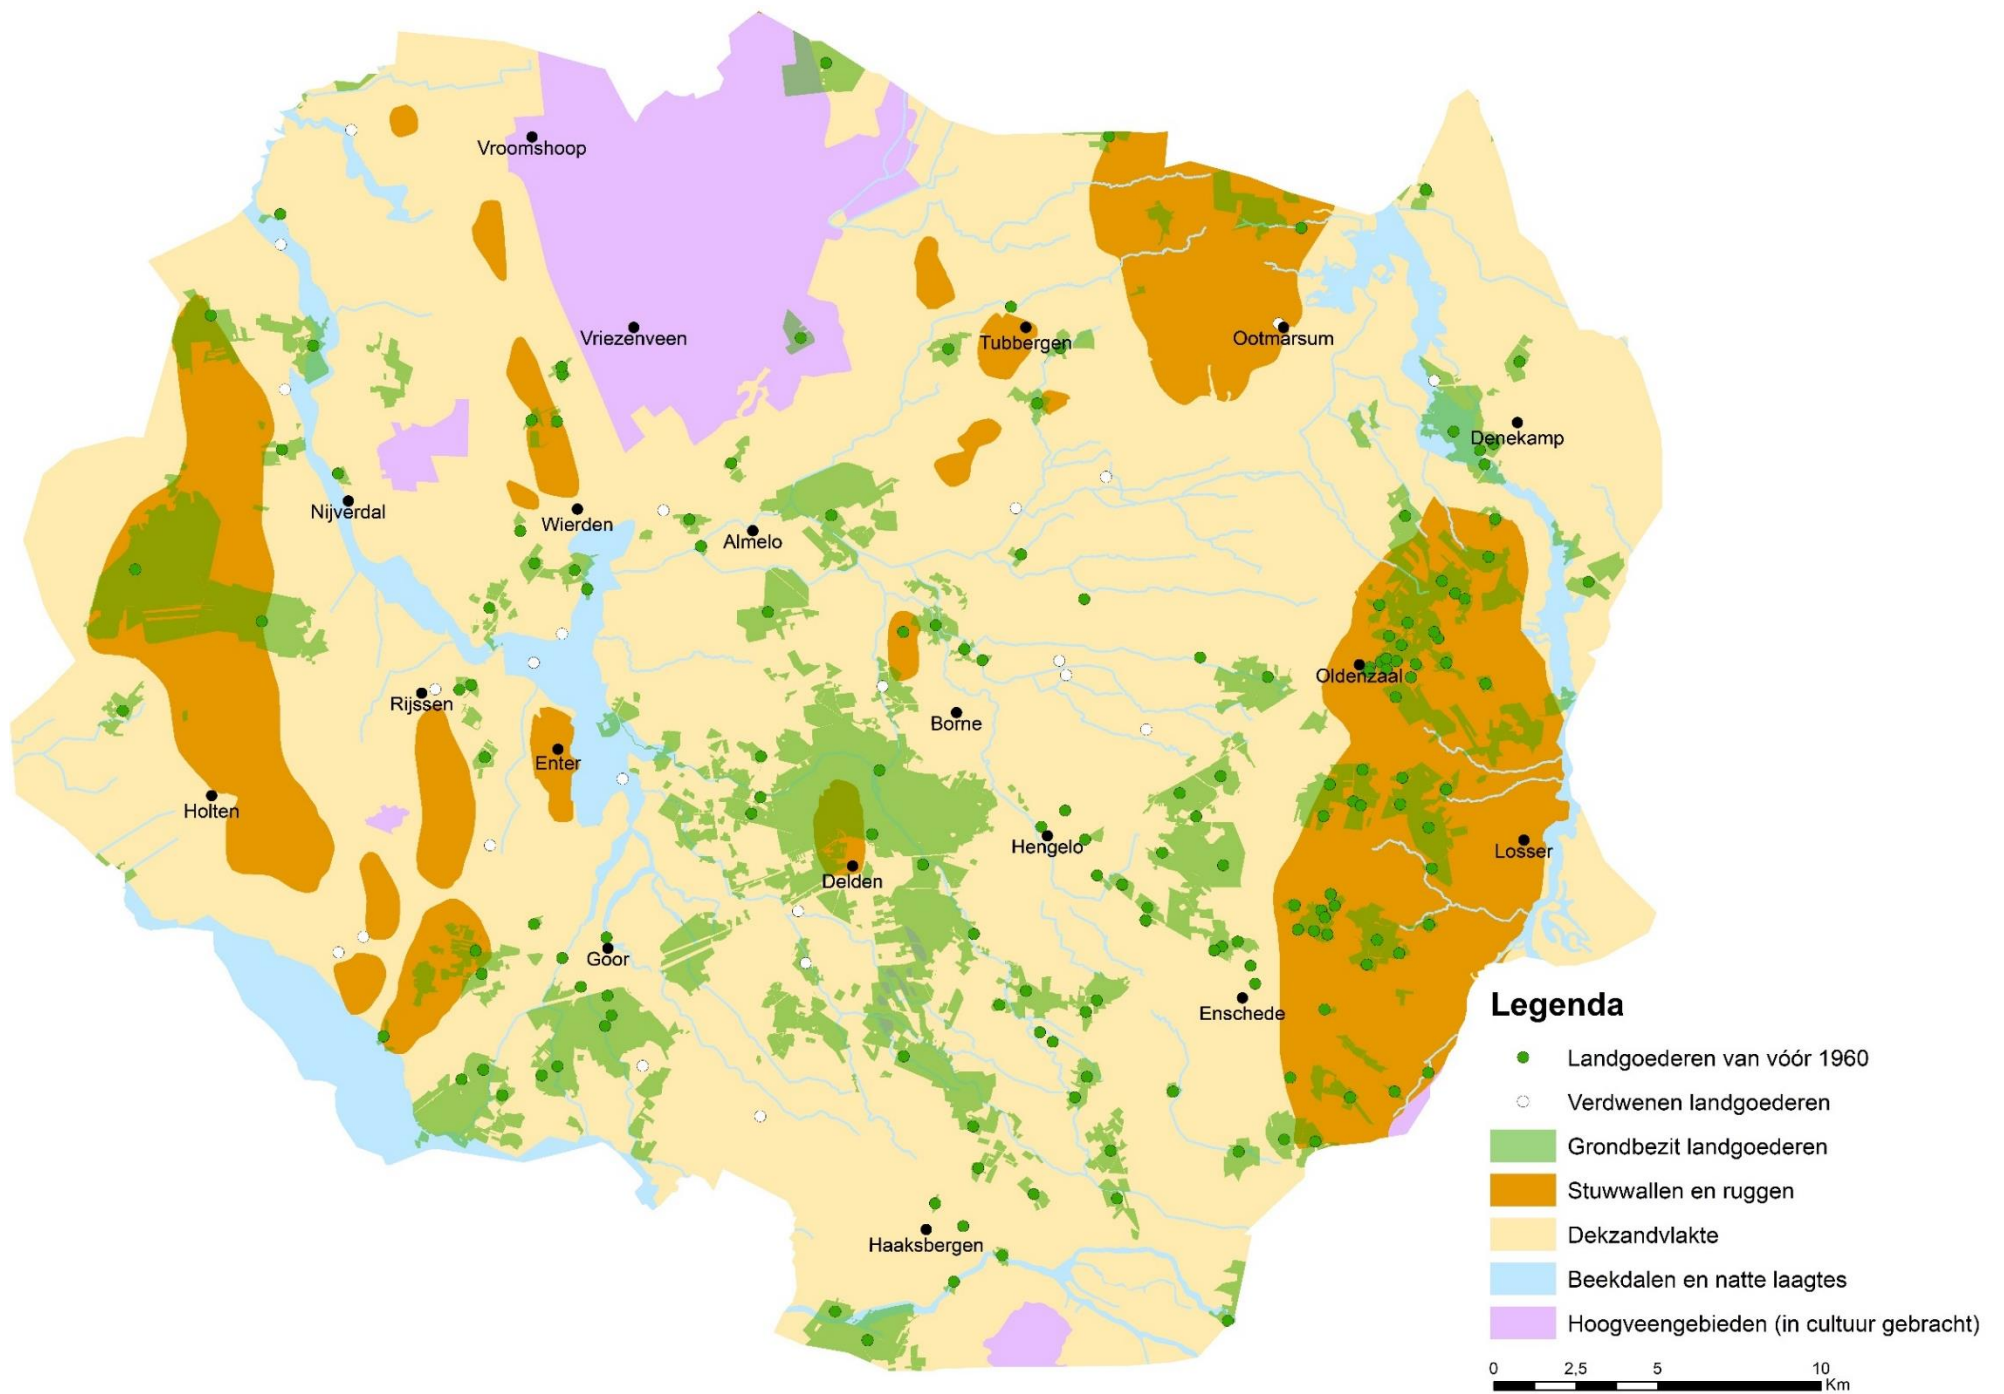 Vroomshoop
Vriezenveen
Tubbergen
Ootmarsum
Denekamp
Nijverdal
Wierden
Almelo
Oldenzaal
Rijssen
Borne
Enter
Holten
Hengelo
Losser
Delden
Goor
Enschede
Haaksbergen
Legenda
Landgoederen van vóór 1960
Verdwenen landgoederen
Grondbezit landgoederen
Stuwwallen en ruggen
Dekzandvlakte
Beekdalen en natte laagtes
Hoogveengebieden (in cultuur gebracht)
0 2,5 5 10
Km